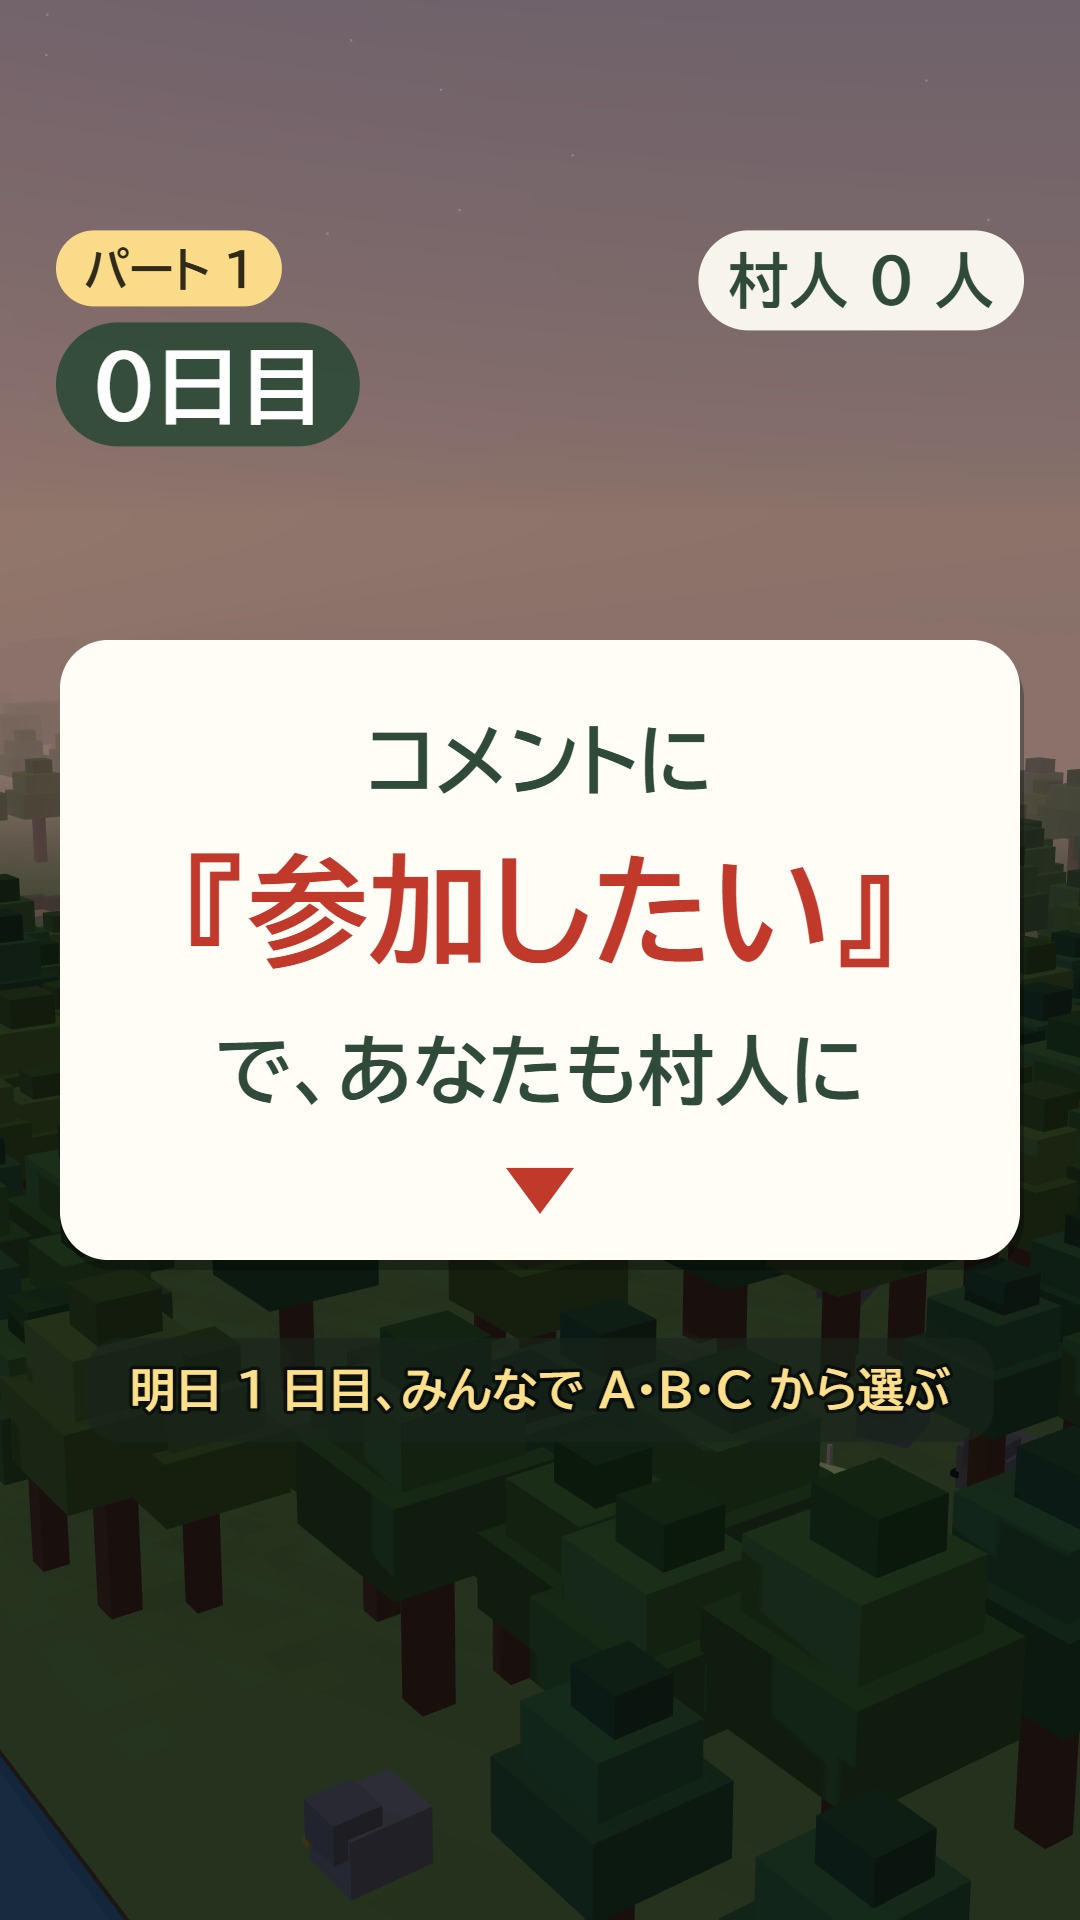 パート 1
村人 0 人
0日目
コメントに
『参加したい』
で、あなたも村人に
明日 1 日目、みんなで A・B・C から選ぶ